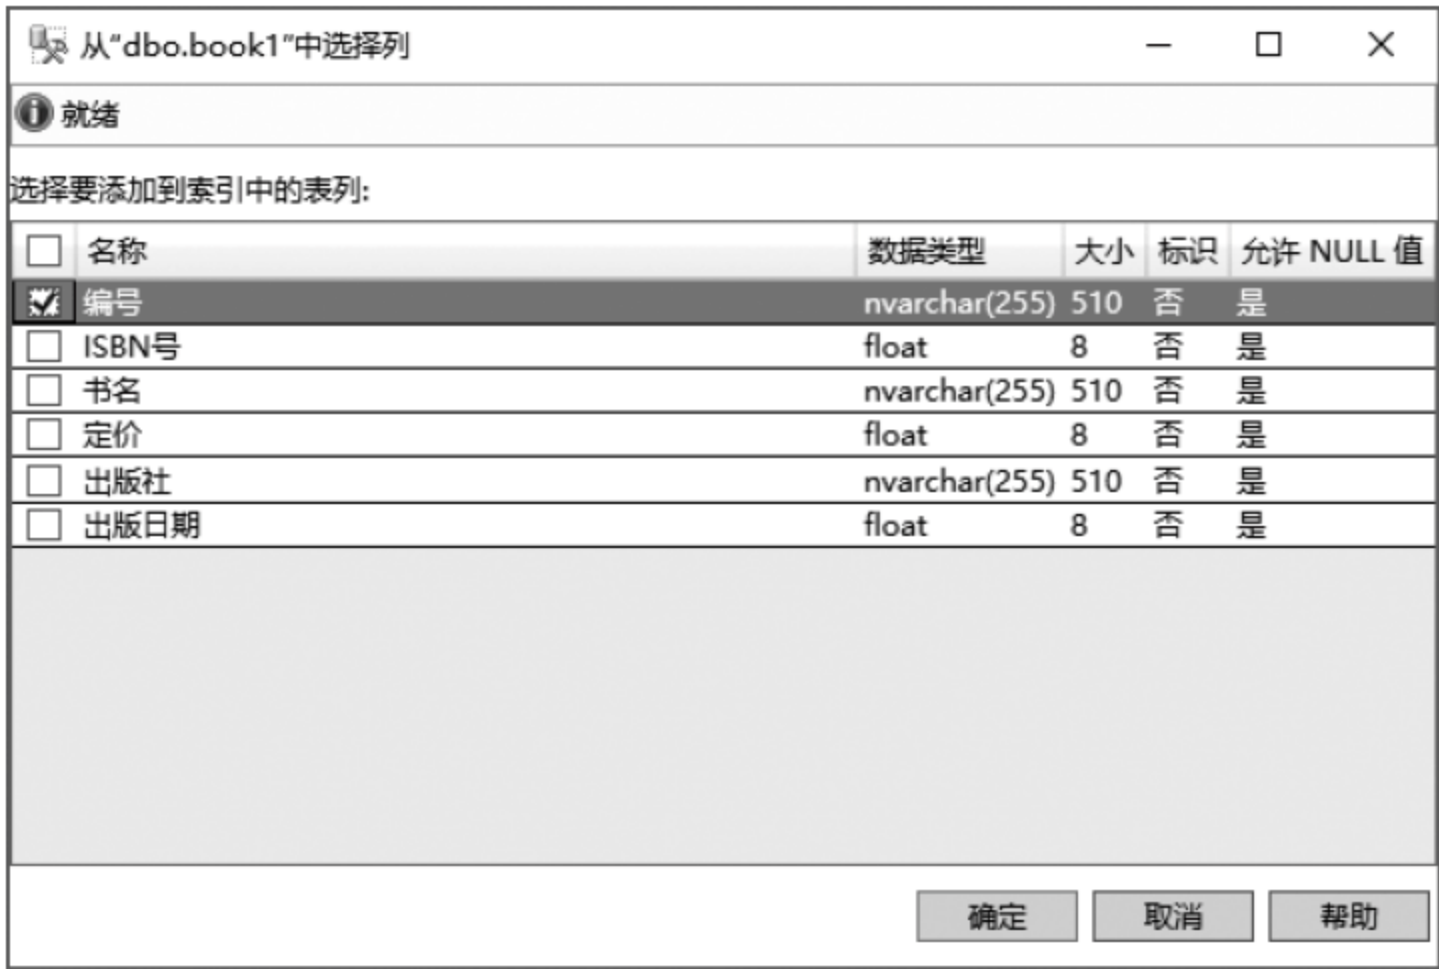 从“dbo.book1”中选择列
就绪
选择要添加到索引中的表列:
名称 数据类型 大小 标识 允许 NULL 值
编号 nvarchar(255) 510 否 是
ISBN号 float 8 否 是
书名 nvarchar(255) 510 否 是
定价 float 8 否 是
出版社 nvarchar(255) 510 否 是
出版日期 float 8 否 是
确定 取消 帮助